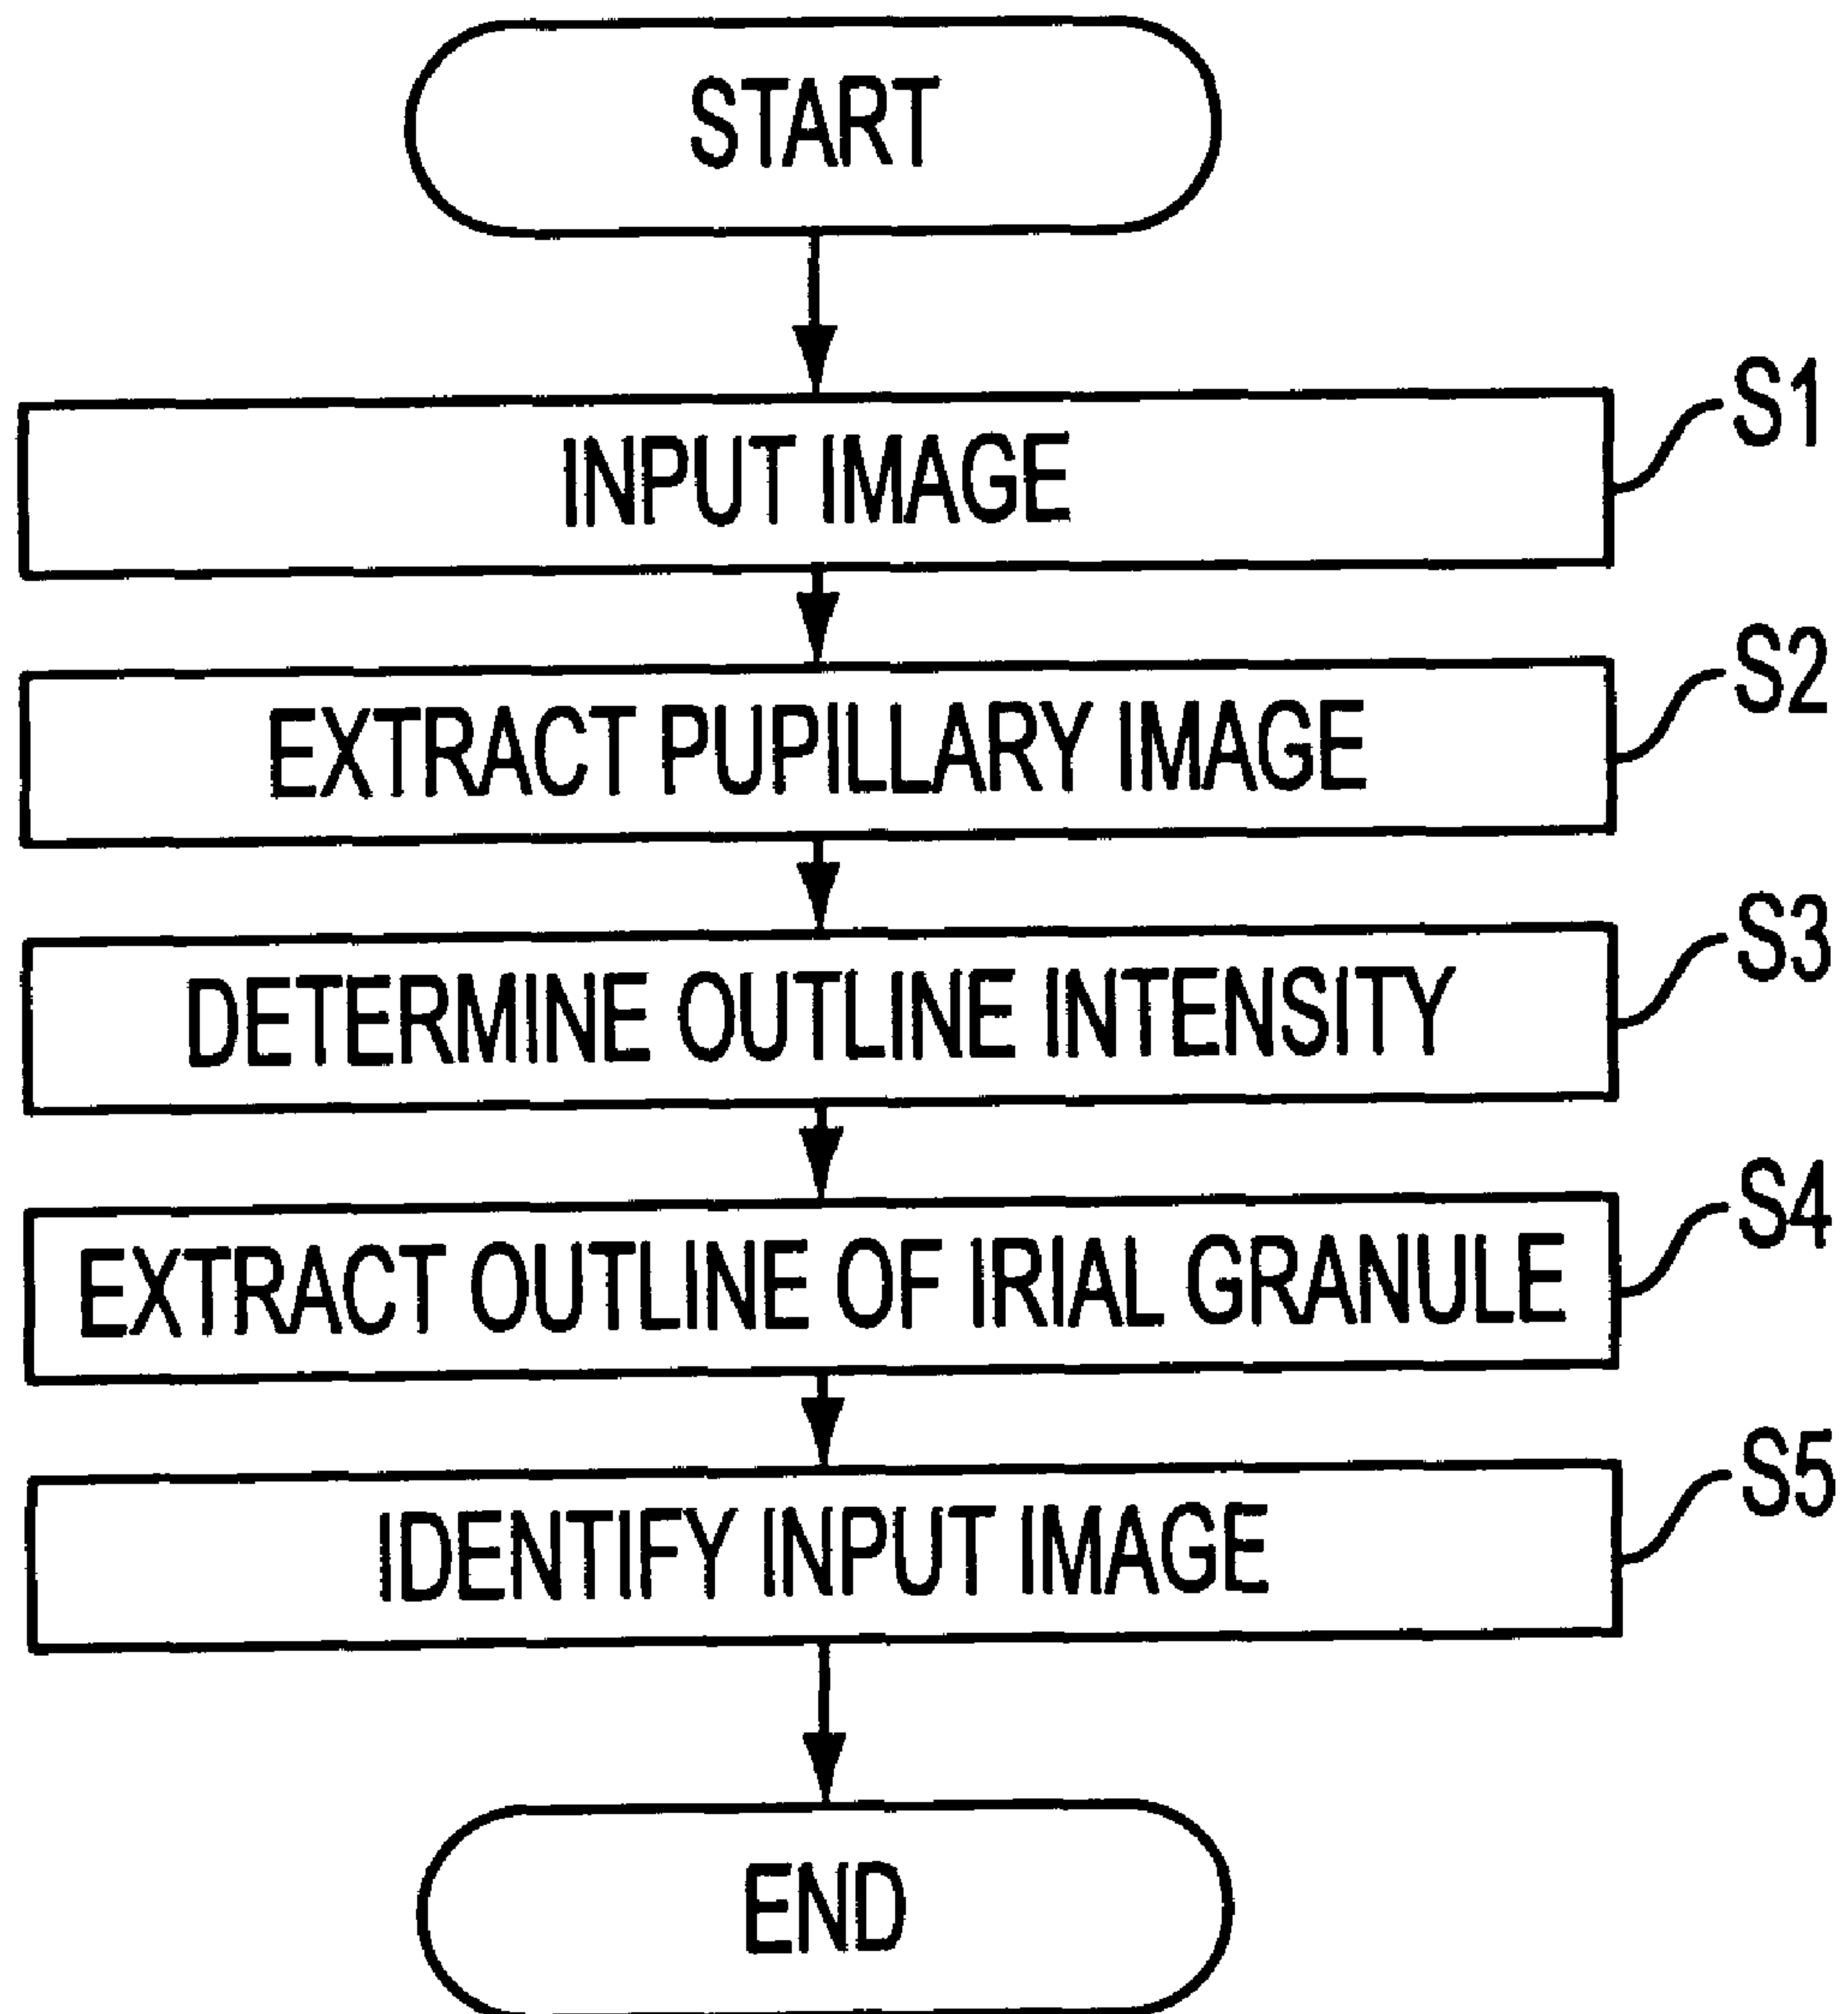 START
INPUT IMAGE
S1
EXTRACT PUPILLARY IMAGE
S2
DETERMINE OUTLINE INTENSITY
S3
EXTRACT OUTLINE OF IRIAL GRANULE
S4
IDENTIFY INPUT IMAGE
S5
END